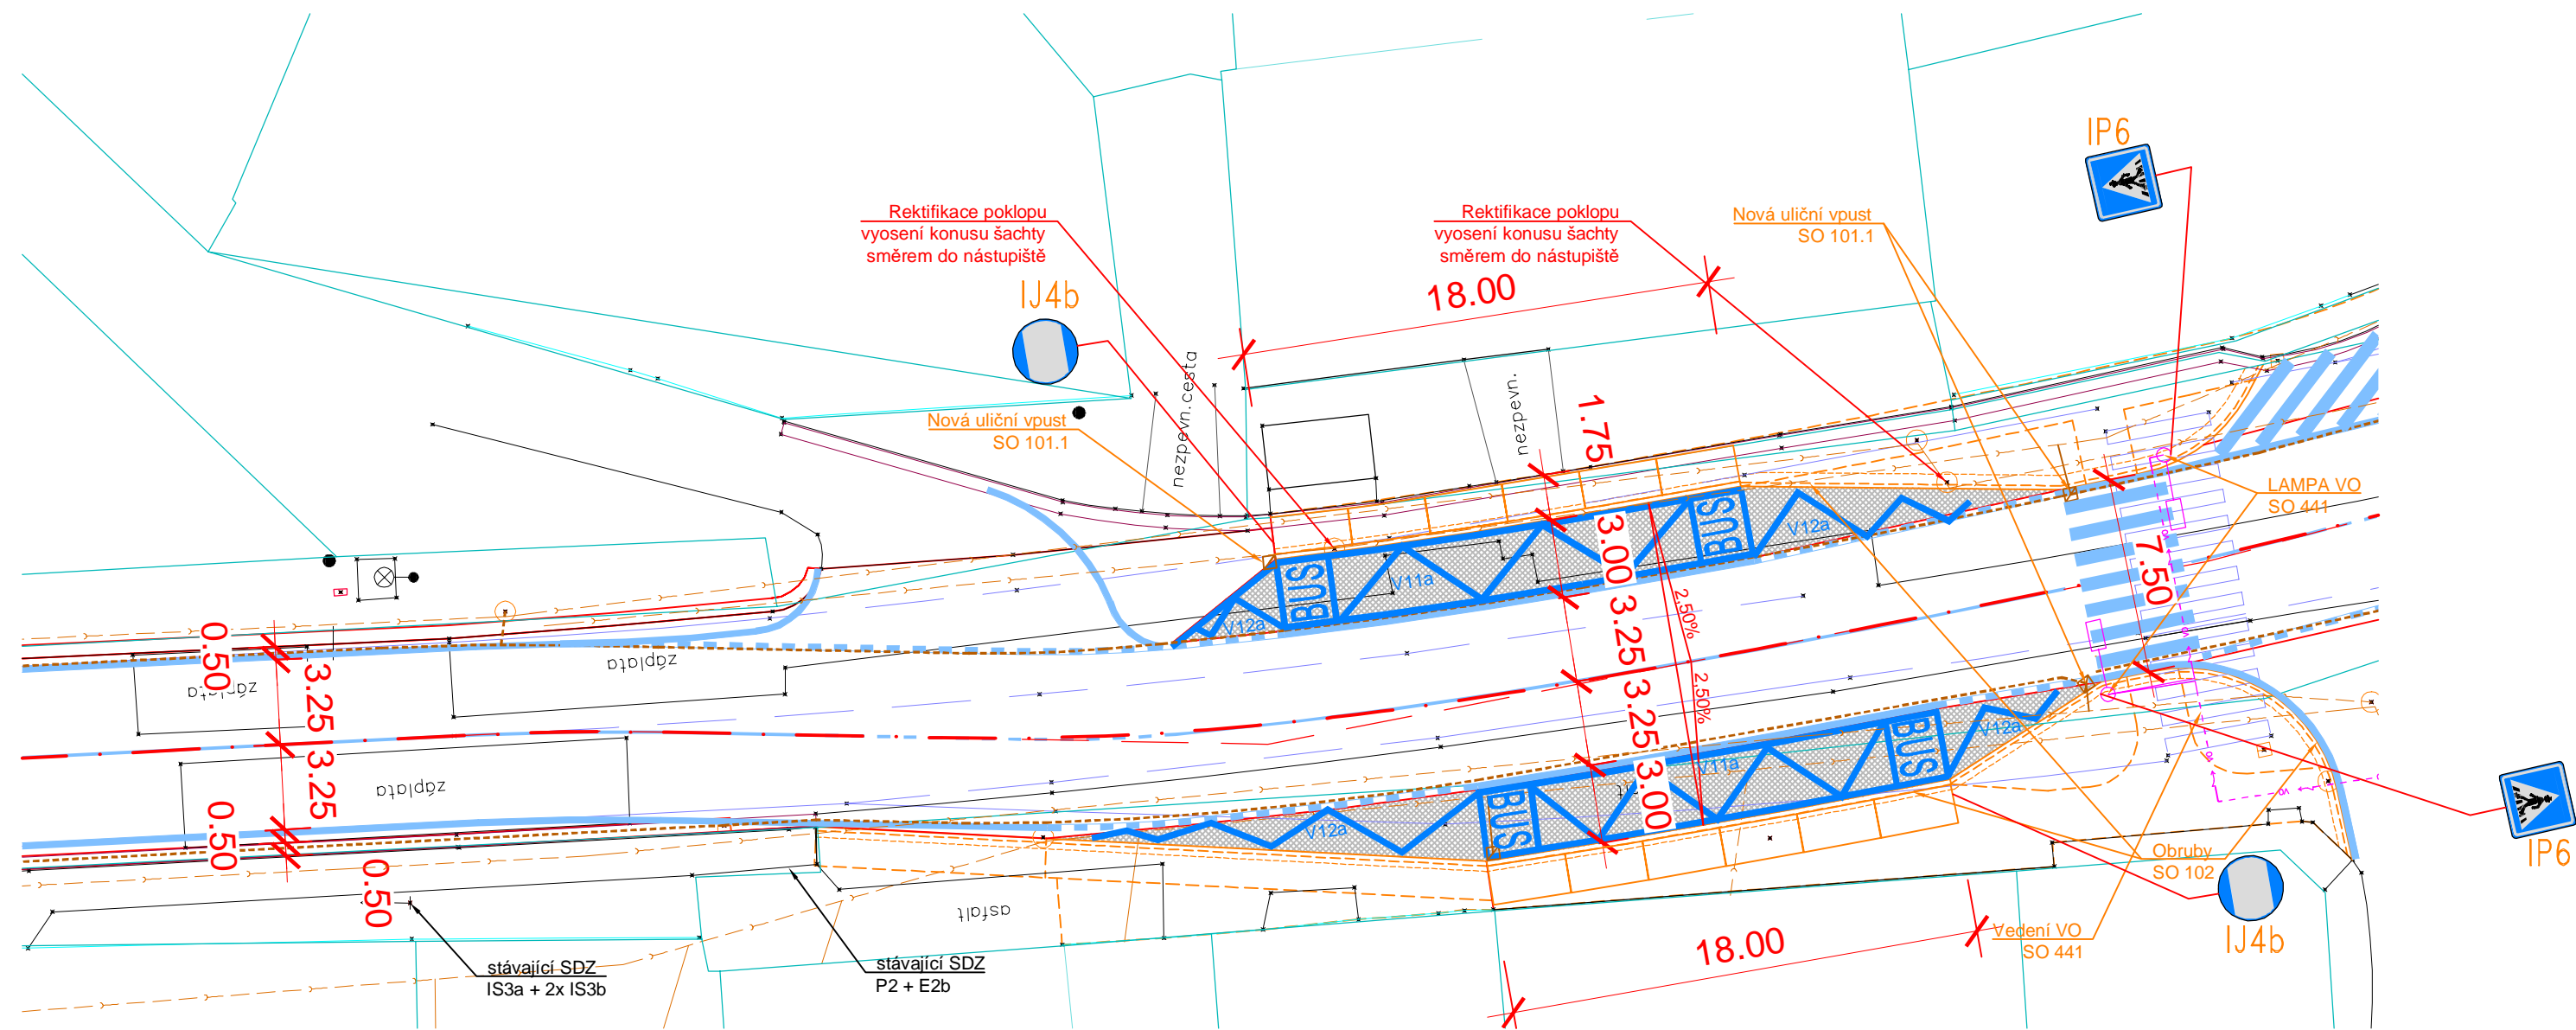 IP6
Rektifikace poklopu
vyosení konusu šachty
směrem do nástupiště
Rektifikace poklopu
vyosení konusu šachty
směrem do nástupiště
Nová uliční vpust
SO 101.1
IJ4b
18.00
nezpevn.cesta
nezpevn.
Nová uliční vpust
SO 101.1
1.75
LAMPA VO
SO 441
BUS
V12a
3.00
V11a
BUS
V12a
2.50%
7.50
0.50
záplata
záplata
3.25
3.25
3.25
2.50%
3.25
záplata
0.50
0.50
V12a
BUS
3.00
V11a
BUS
V12a
VO
VO
VO
VO
Obruby
SO 102
IP6
asfalt
IJ4b
Vedení VO
SO 441
18.00
stávající SDZ
IS3a + 2x IS3b
stávající SDZ
P2 + E2b